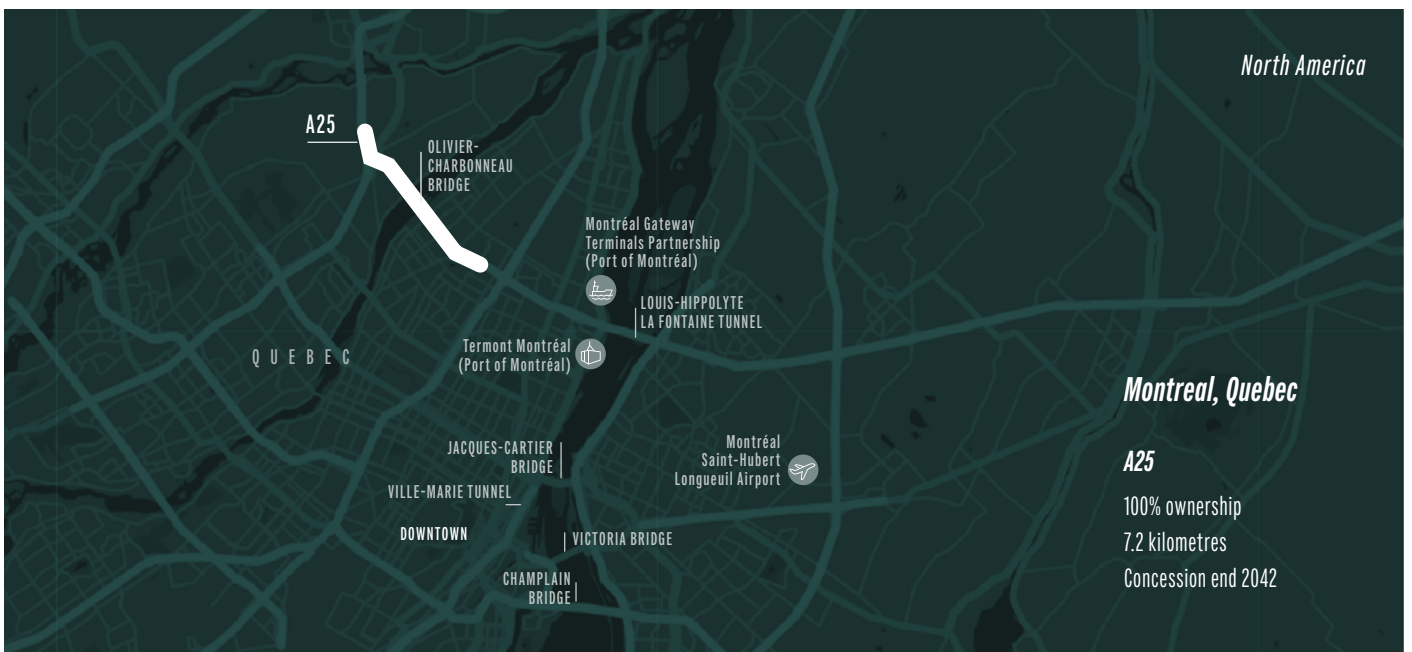 North America
A25
OLIVIER-
CHARBONNEAU
BRIDGE
Montréal Gateway
Terminals Partnership
(Port of Montréal)
LOUIS-HIPPOLYTE
LA FONTAINE TUNNEL
Termont Montréal
(Port of Montréal)
QUEBEC
Montreal, Quebec
A25
100% ownership
7.2 kilometres
Concession end 2042
JACQUES-CARTIER
BRIDGE
Montréal
Saint-Hubert
Longueuil Airport
VILLE-MARIE TUNNEL
DOWNTOWN
VICTORIA BRIDGE
CHAMPLAIN
BRIDGE